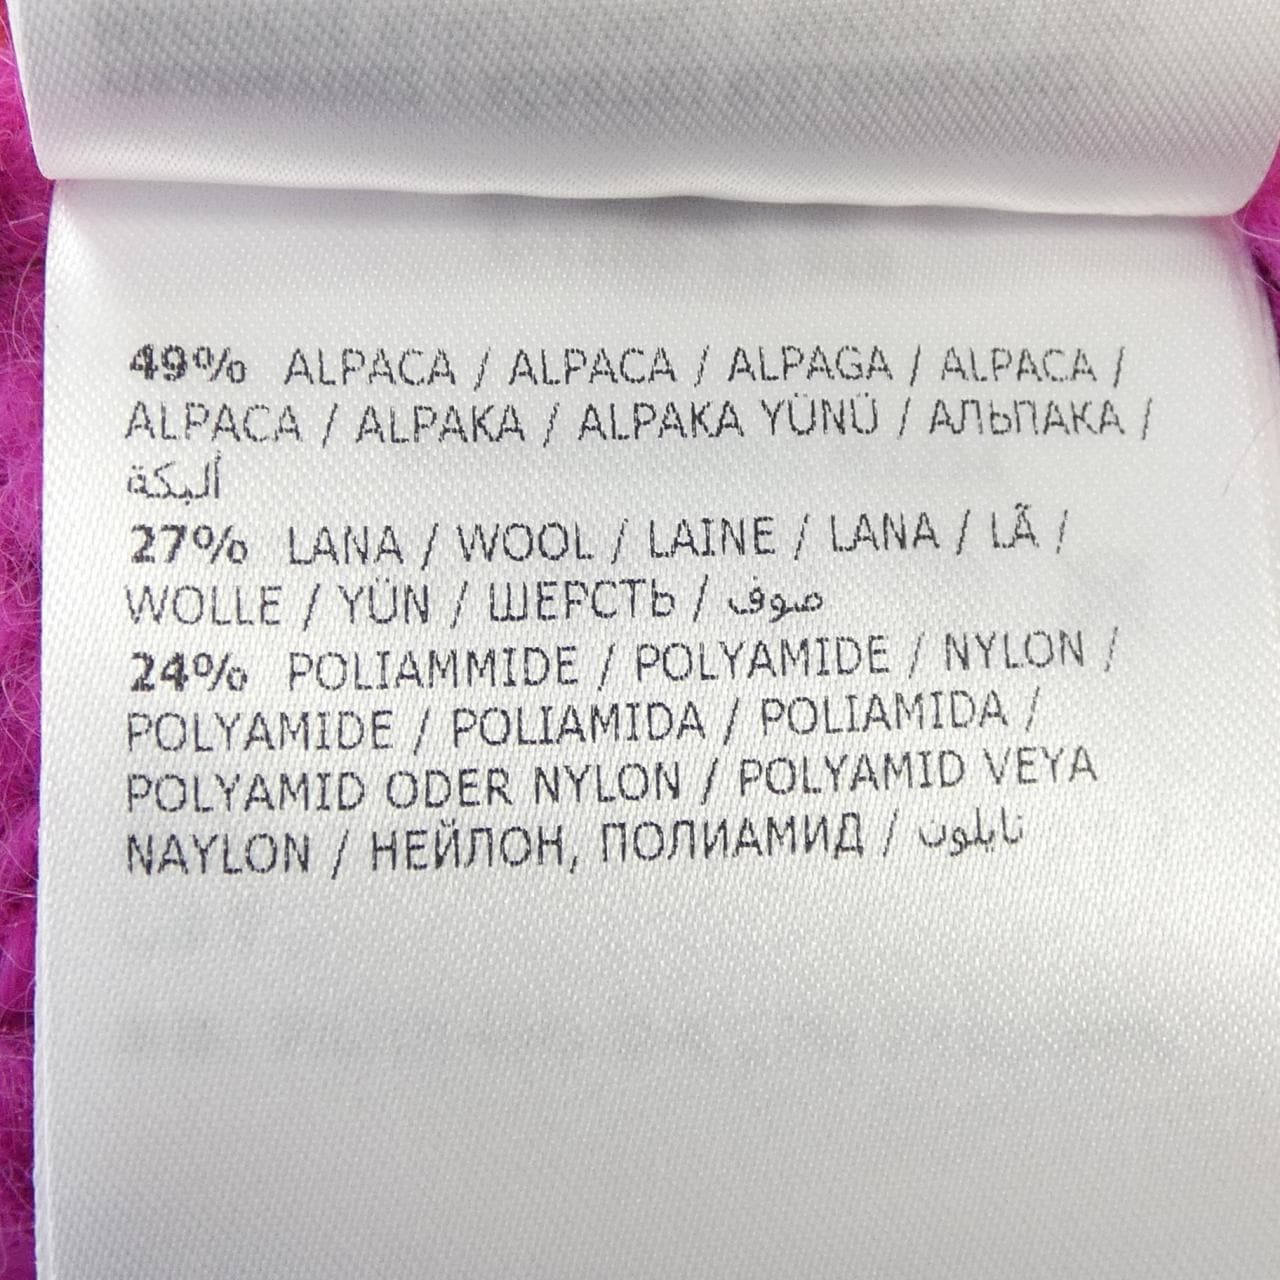 49% ALPACA / ALPACA / ALPAGA / ALPACA /
ALPACA / ALPAKA / ALPAKA YÜNÜ / АЛЬПАКА /
ألبكة
27% LANA / WOOL / LAINE / LANA / LÃ /
WOLLE / YÜN / ШЕРСТЬ / صوف
24% POLIAMMIDE / POLYAMIDE / NYLON /
POLYAMIDE / POLIAMIDA / POLIAMIDA /
POLYAMID ODER NYLON / POLYAMID VEYA
NAYLON / НЕЙЛОН, ПОЛИАМИД / نايلون